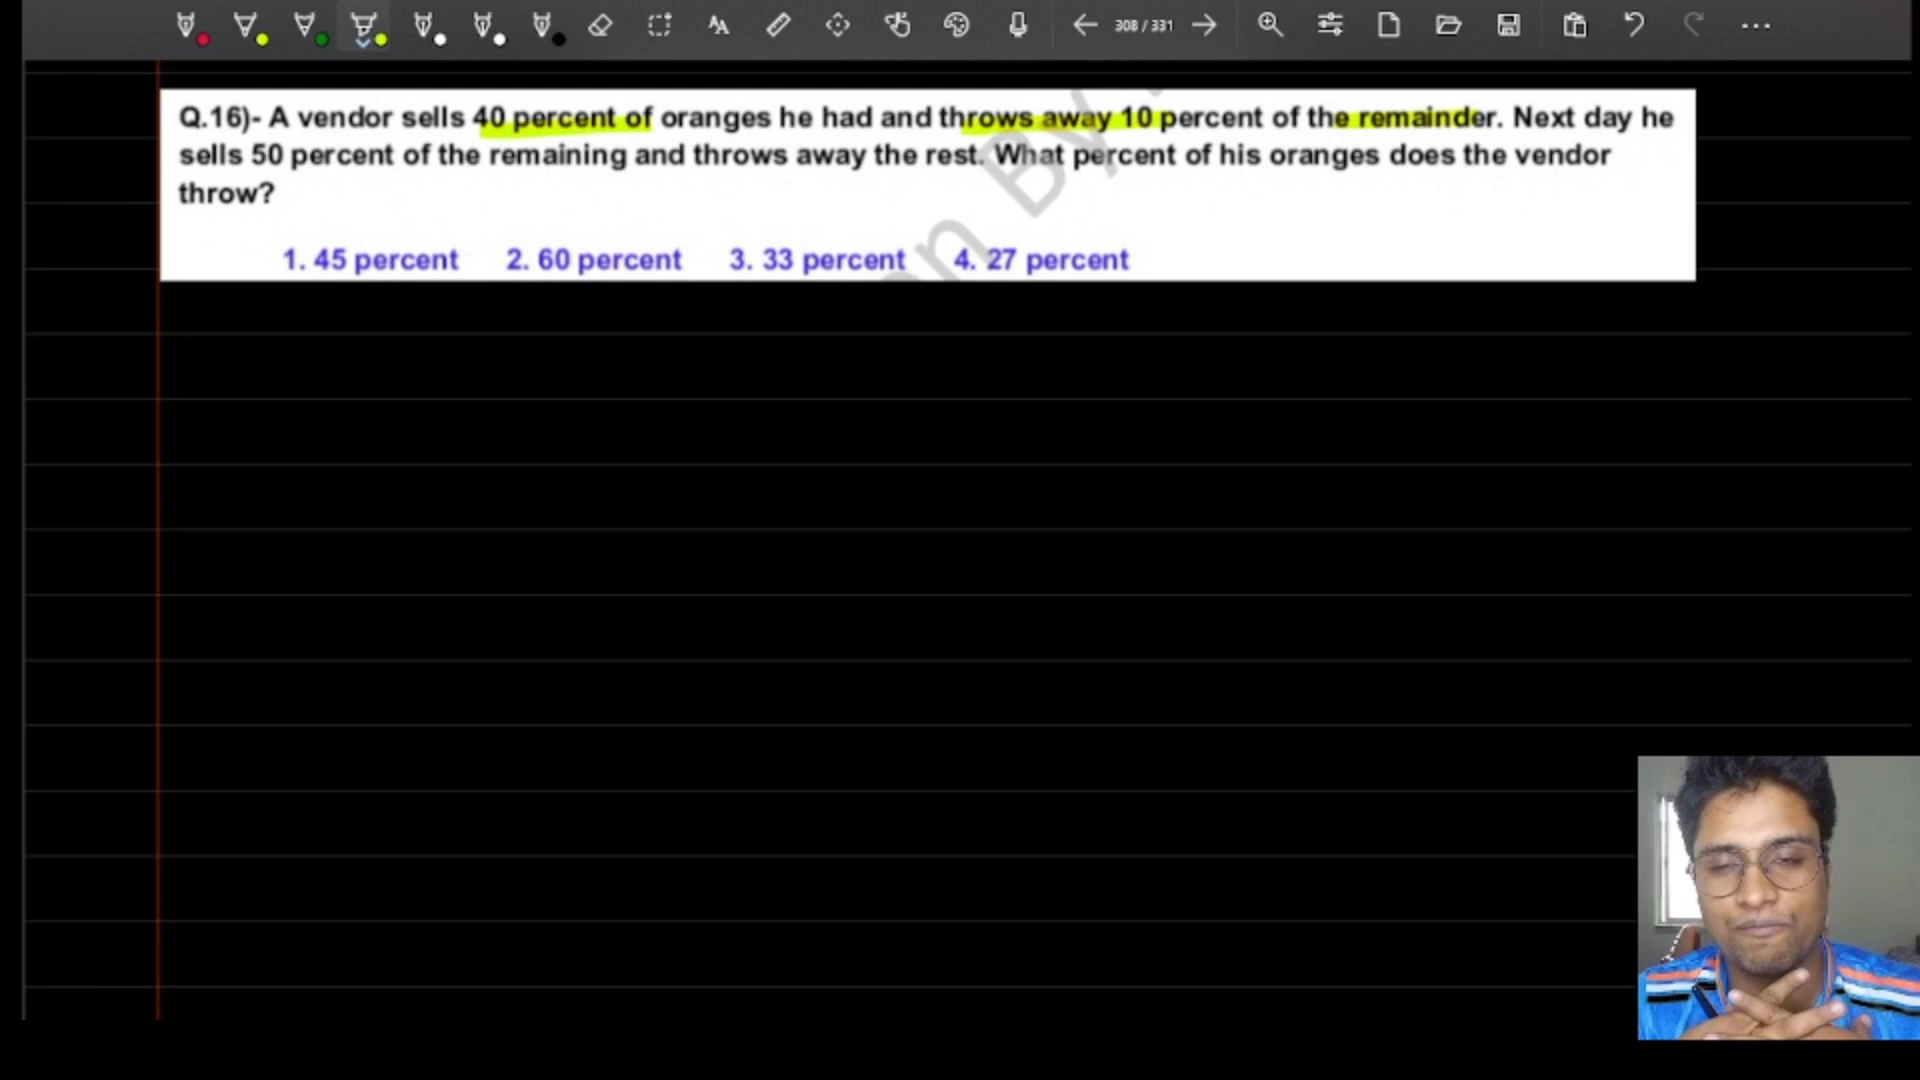 308 / 331
Q.16)- A vendor sells 40 percent of oranges he had and throws away 10 percent of the remainder. Next day he
sells 50 percent of the remaining and throws away the rest. What percent of his oranges does the vendor
throw?
1. 45 percent 2. 60 percent 3. 33 percent 4. 27 percent
By